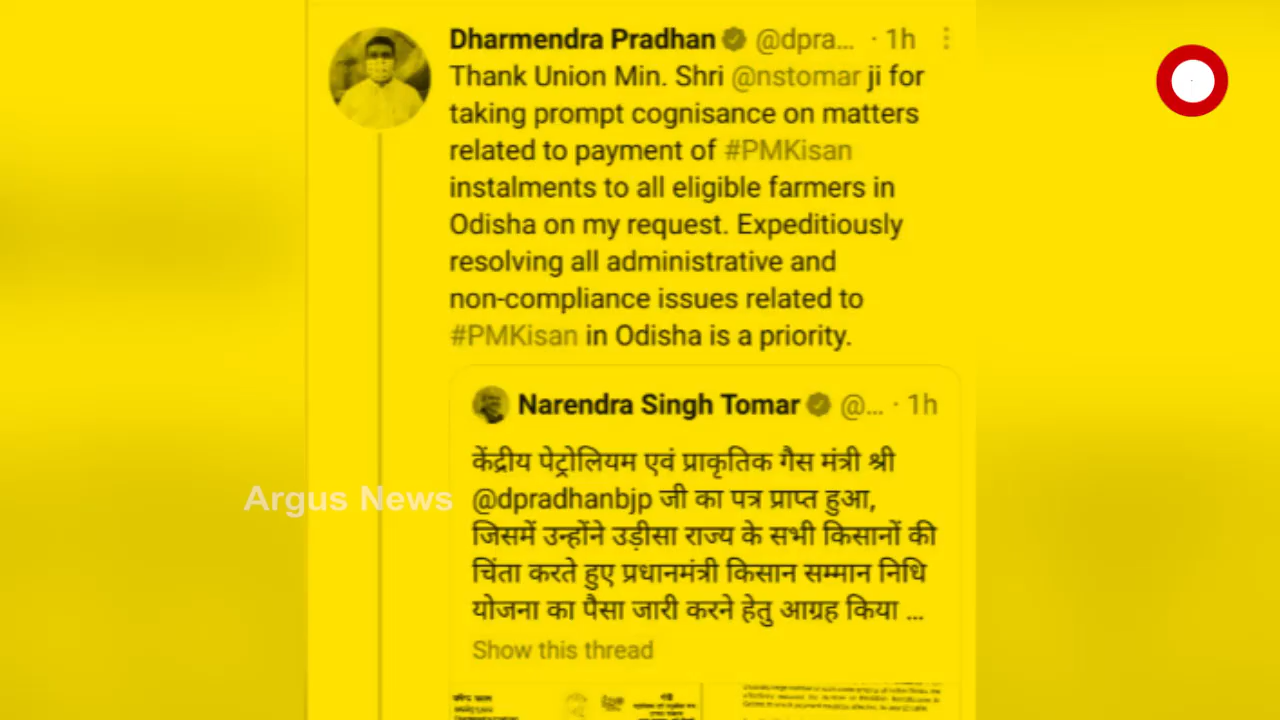 Dharmendra Pradhan @dpra... · 1h
Thank Union Min. Shri @nstomar ji for
taking prompt cognisance on matters
related to payment of #PMKisan
instalments to all eligible farmers in
Odisha on my request. Expeditiously
resolving all administrative and
non-compliance issues related to
#PMKisan in Odisha is a priority.
Narendra Singh Tomar @... · 1h
केंद्रीय पेट्रोलियम एवं प्राकृतिक गैस मंत्री श्री
@dpradhanbjp जी का पत्र प्राप्त हुआ,
जिसमें उन्होंने उड़ीसा राज्य के सभी किसानों की
चिंता करते हुए प्रधानमंत्री किसान सम्मान निधि
योजना का पैसा जारी करने हेतु आग्रह किया ...
Show this thread
Argus News